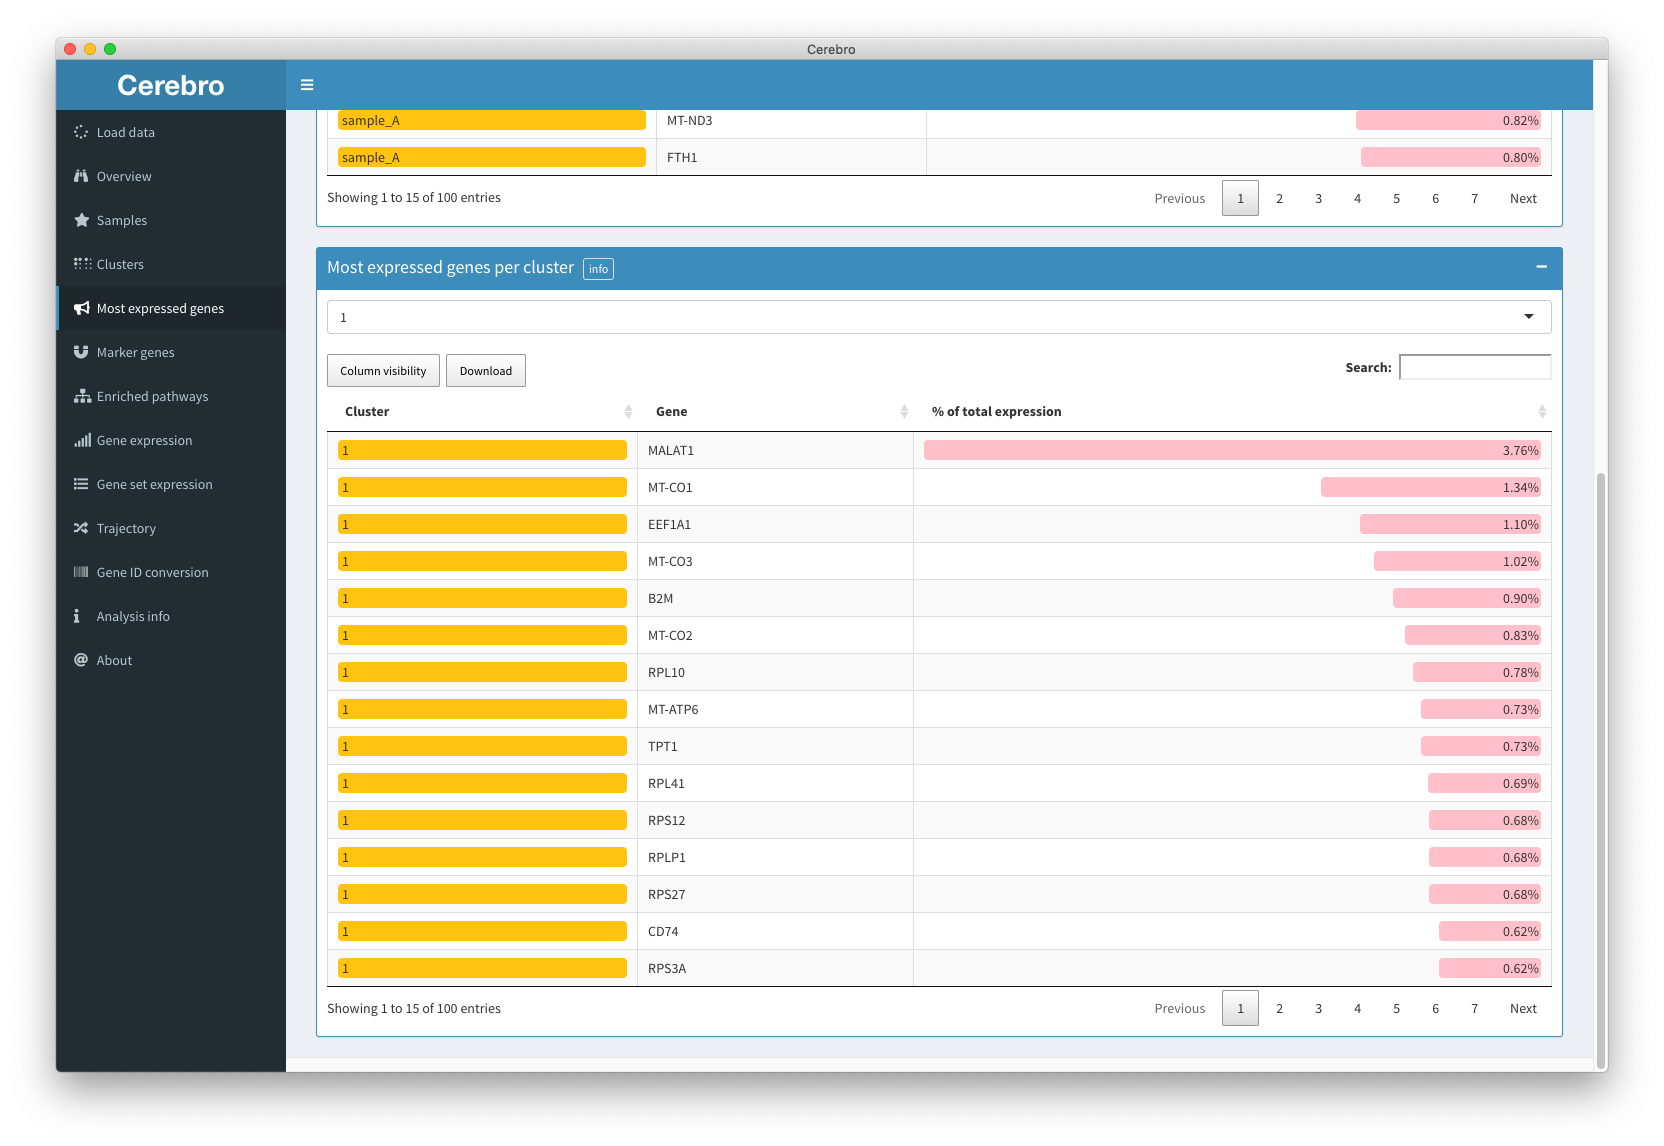 Cerebro
Cerebro
Load data
Overview
Samples
Clusters
Most expressed genes
Marker genes
Enriched pathways
Gene expression
Gene set expression
Trajectory
Gene ID conversion
Analysis info
About
sample_A MT-ND3 0.82%
sample_A FTH1 0.80%
Showing 1 to 15 of 100 entries Previous 1 2 3 4 5 6 7 Next
Most expressed genes per cluster info
1
Column visibility Download Search:
Cluster Gene % of total expression
1 MALAT1 3.76%
1 MT-CO1 1.34%
1 EEF1A1 1.10%
1 MT-CO3 1.02%
1 B2M 0.90%
1 MT-CO2 0.83%
1 RPL10 0.78%
1 MT-ATP6 0.73%
1 TPT1 0.73%
1 RPL41 0.69%
1 RPS12 0.68%
1 RPLP1 0.68%
1 RPS27 0.68%
1 CD74 0.62%
1 RPS3A 0.62%
Showing 1 to 15 of 100 entries Previous 1 2 3 4 5 6 7 Next